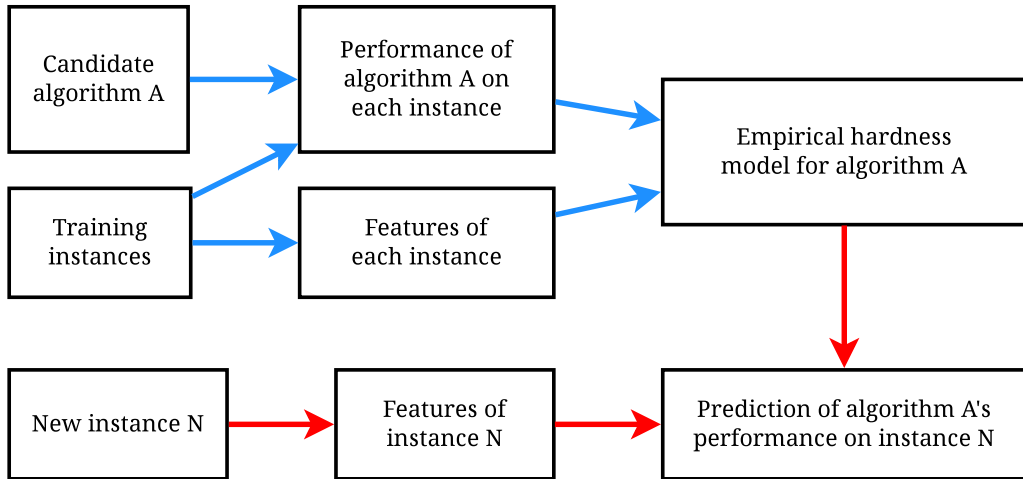 Candidate
algorithm A
Performance of
algorithm A on
each instance
Empirical hardness
model for algorithm A
Training
instances
Features of
each instance
New instance N
Features of
instance N
Prediction of algorithm A's
performance on instance N